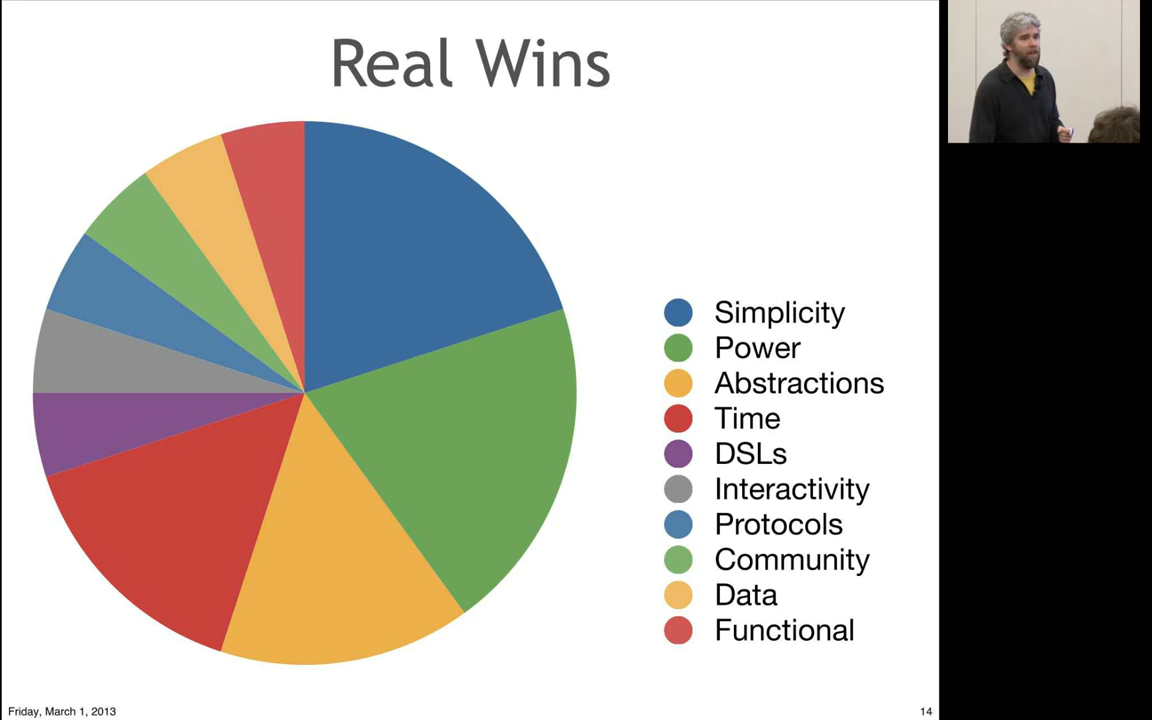 Real Wins
Simplicity
Power
Abstractions
Time
DSLs
Interactivity
Protocols
Community
Data
Functional
Friday, March 1, 2013
14